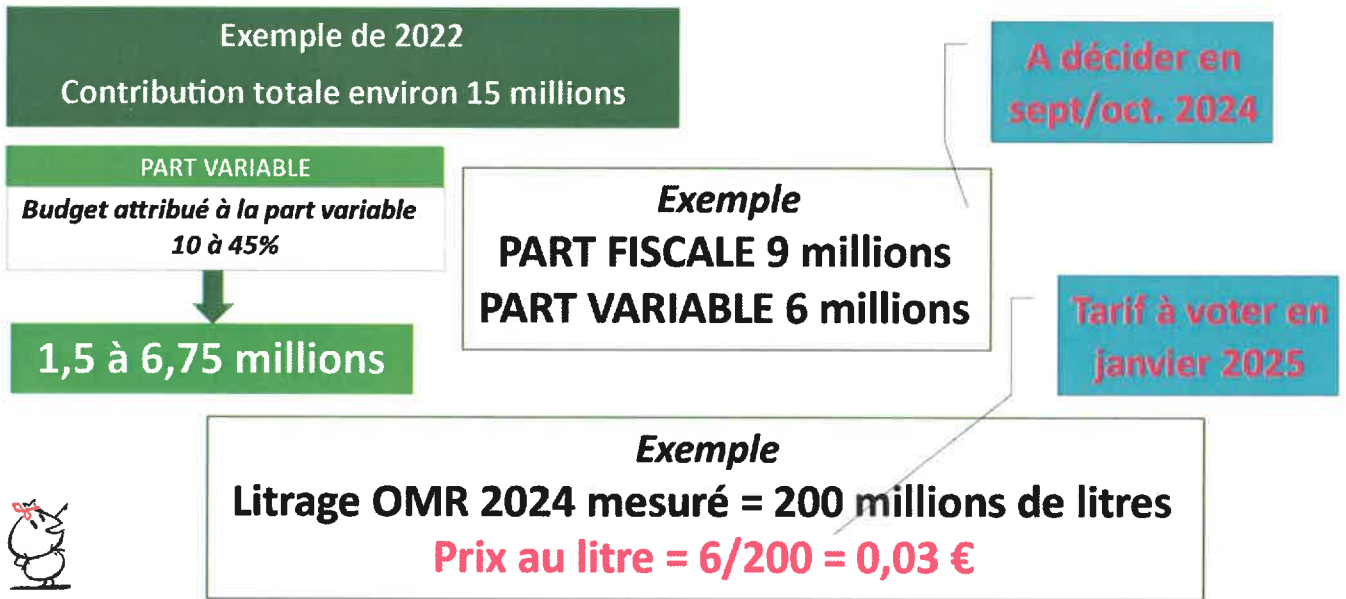 Exemple de 2022
Contribution totale environ 15 millions
A décider en
sept/oct. 2024
PART VARIABLE
Budget attribué à la part variable
10 à 45%
1,5 à 6,75 millions
Exemple
PART FISCALE 9 millions
PART VARIABLE 6 millions
Tarif à voter en
janvier 2025
Exemple
Litrage OMR 2024 mesuré = 200 millions de litres
Prix au litre = 6/200 = 0,03 €